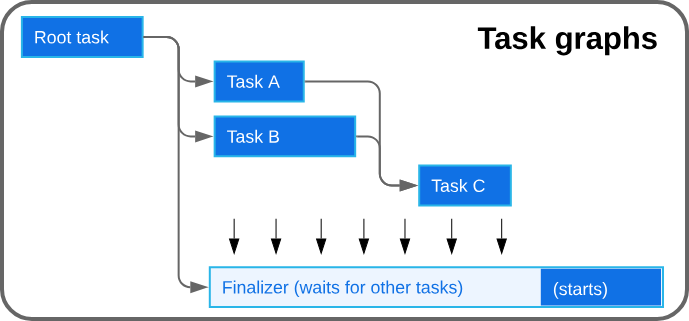 Task graphs
Root task
Task A
Task B
Task C
Finalizer (waits for other tasks)
(starts)